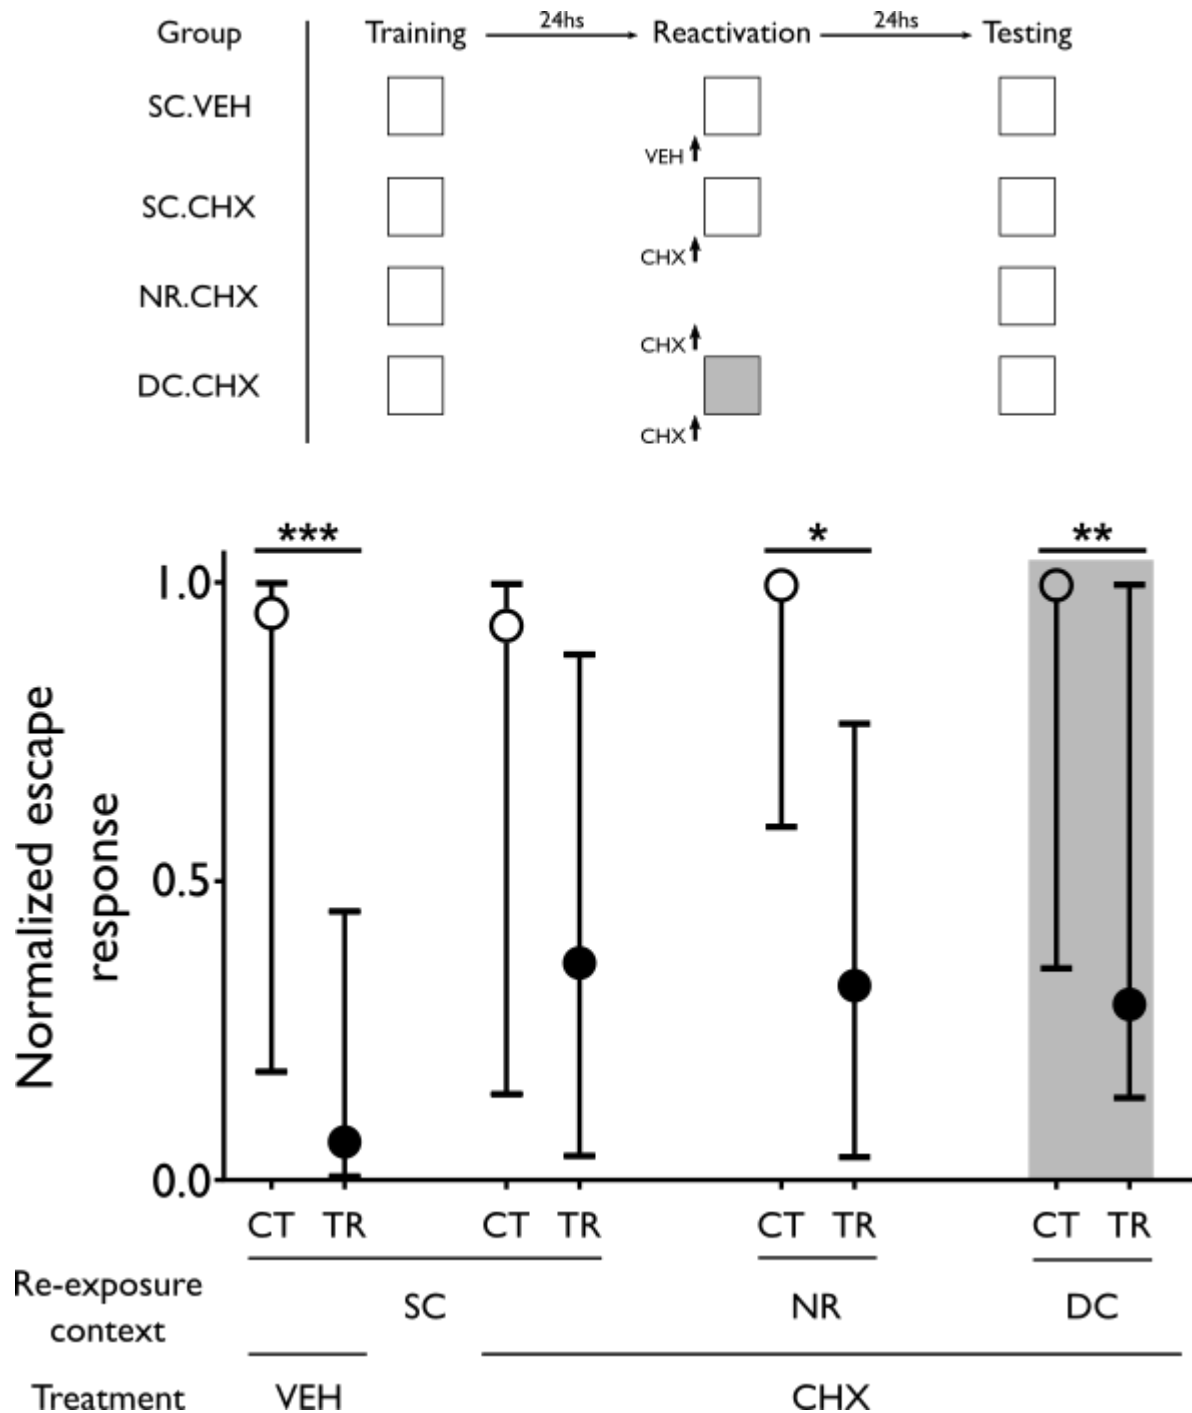 Group Training 24hs Reactivation 24hs Testing
SC.VEH
VEH
SC.CHX
CHX
NR.CHX
CHX
DC.CHX
CHX
*** * **
1.0
0.5
0.0
Normalized escape
response
CT TR CT TR CT TR CT TR
Re-exposure
context
SC NR DC
Treatment VEH CHX